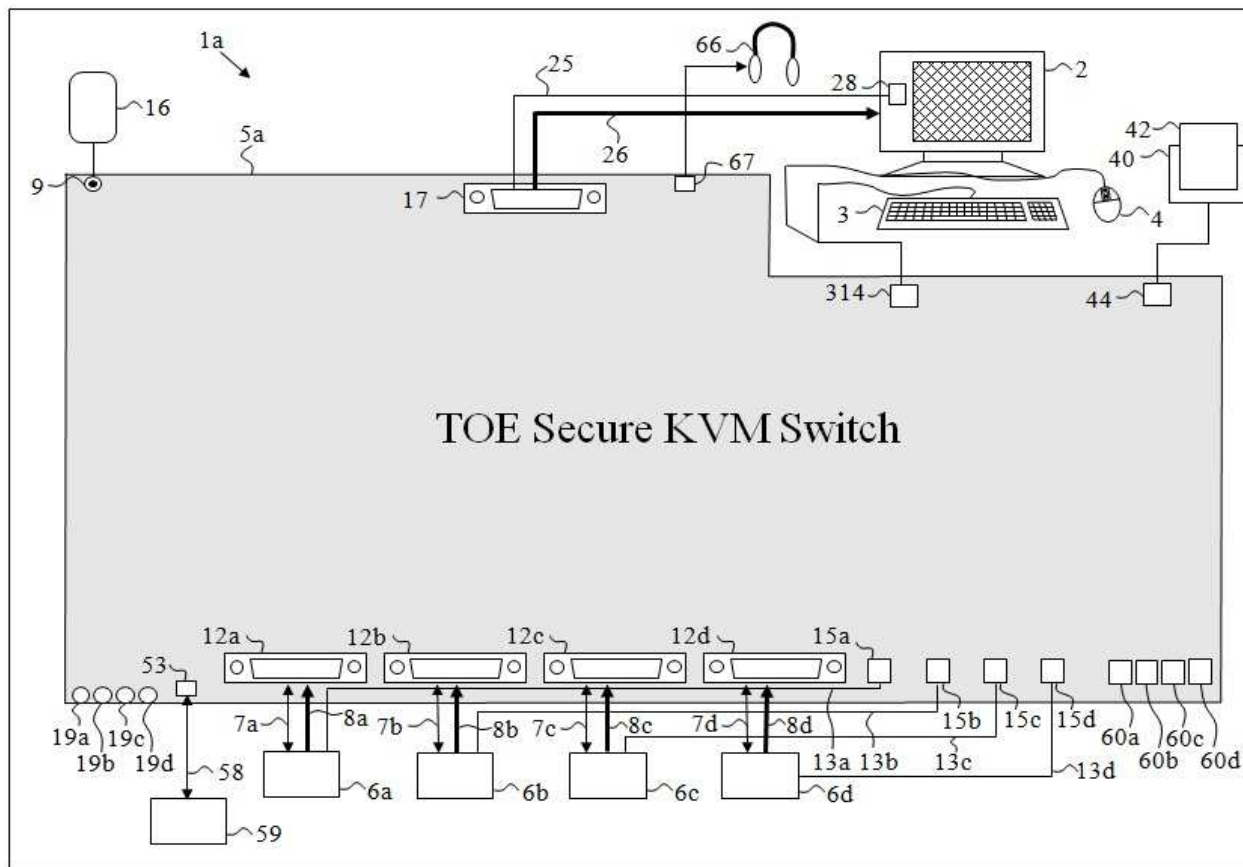 1a
66
25
28
2
16
42
40
5a
26
9
17
67
3
4
314
44
TOE Secure KVM Switch
12a
12b
12c
12d
15a
53
7a
8a
7b
8b
7c
8c
7d
8d
15b
15c
15d
19a
19c
19b
19d
58
13a
13b
13c
13d
60a
60c
60b
60d
6a
6b
6c
6d
59